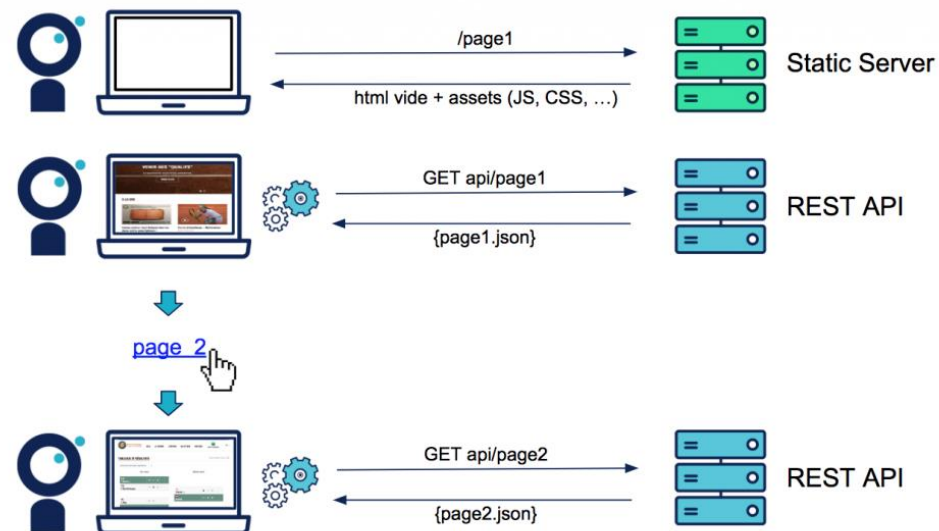 /page1
Static Server
html vide + assets (JS, CSS, ...)
GET api/page1
REST API
{page1.json}
page 2
GET api/page2
REST API
{page2.json}